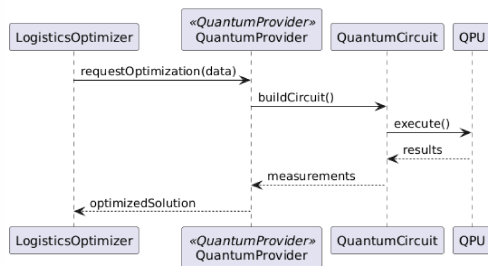 LogisticsOptimizer
«QuantumProvider»
QuantumProvider
QuantumCircuit
QPU
requestOptimization(data)
buildCircuit()
execute()
results
measurements
optimizedSolution
LogisticsOptimizer
«QuantumProvider»
QuantumProvider
QuantumCircuit
QPU